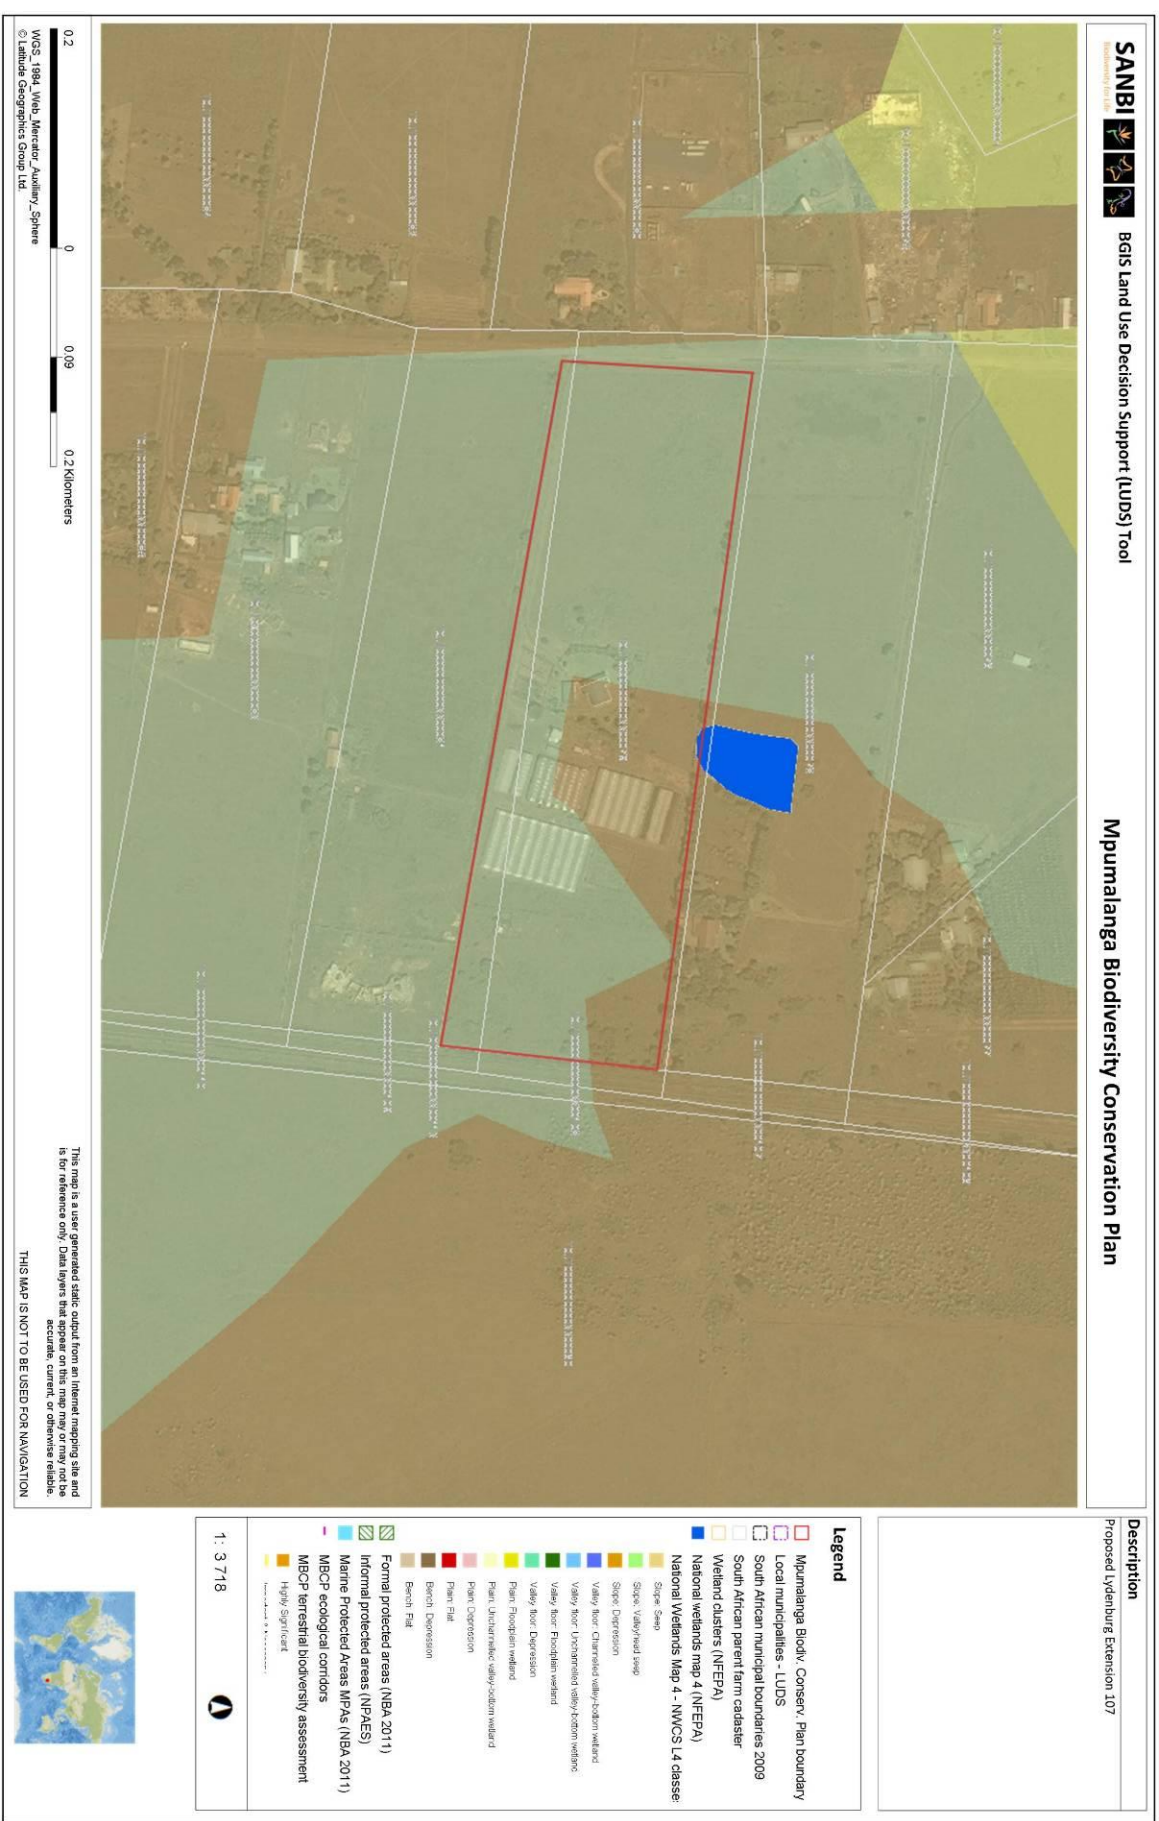 SANBI
Biodiversity for Life
BGIS Land Use Decision Support (LUDS) Tool
Mpumalanga Biodiversity Conservation Plan
Description
Proposed Lydenburg Extension 107
Legend
Mpumalanga Biodiv. Conserv. Plan boundary
Local municipalities - LUDS
South African municipal boundaries 2009
South African parent farm cadaster
Wetland clusters (NFEPA)
National wetlands map 4 (NFEPA)
National Wetlands Map 4 - NWCS L4 classe:
Slope: Seep
Slope: Valleyhead seep
Slope: Depression
Valley floor: Channelled valley-bottom wetland
Valley floor: Unchannelled valley-bottom wetlanc
Valley floor: Floodplain wetland
Valley floor: Depression
Plain: Floodplain wetland
Plain: Unchannelled valley-bottom wetland
Plain: Depression
Plain: Flat
Bench: Depression
Bench: Flat
Formal protected areas (NBA 2011)
Informal protected areas (NPAES)
Marine Protected Areas MPAs (NBA 2011)
MBCP ecological corridors
MBCP terrestrial biodiversity assessment
Highly Significant
1: 3 718
0.2 0 0.09 0.2 Kilometers
WGS_1984_Web_Mercator_Auxiliary_Sphere
© Latitude Geographics Group Ltd.
This map is a user generated static output from an Internet mapping site and
is for reference only. Data layers that appear on this map may or may not be
accurate, current, or otherwise reliable.
THIS MAP IS NOT TO BE USED FOR NAVIGATION